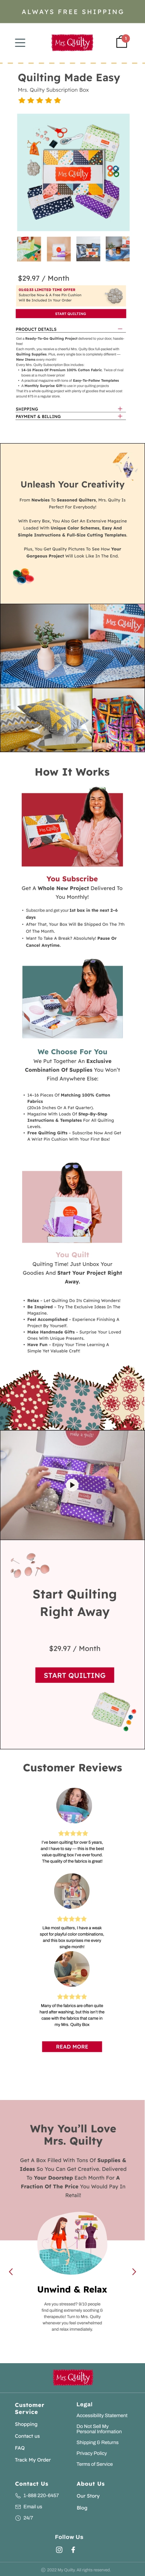 ALWAYS FREE SHIPPING
Mrs. Quilty
Quilting Made Easy
Mrs. Quilty Subscription Box
$29.97 / Month
Subscribe Now & A Free Pin Cushion
Will Be Included In Your Order
START QUILTING
PRODUCT DETAILS
SHIPPING
PAYMENT & BILLING
Unleash Your Creativity
From Newbies To Seasoned Quilters, Mrs. Quilty Is
Perfect For Everybody!
With Every Box, You Also Get An Extensive Magazine
Loaded With Unique Color Schemes, Easy And
Simple Instructions & Full-Size Cutting Templates.
Plus, You Get Quality Pictures To See How Your
Gorgeous Project Will Look Like In The End.
How It Works
You Subscribe
Get A Whole New Project Delivered To
You Monthly!
Subscribe and get your 1st box in the next 2-6
days
After That, Your Box Will Be Shipped On The 7th
Of The Month.
Want To Take A Break? Absolutely! Pause Or
Cancel Anytime.
We Choose For You
We Put Together An Exclusive
Combination Of Supplies You Won't
Find Anywhere Else:
14-16 Pieces Of Matching 100% Cotton
Fabrics
(20x16 Inches Or A Fat Quarter).
Magazine With Loads Of Step-By-Step
Instructions & Templates For All Quilting
Levels.
Free Quilting Gifts - Subscribe Now And Get
A Wrist Pin Cushion With Your First Box!
You Quilt
Quilting Time! Just Unbox Your
Goodies And Start Your Project Right
Away.
Relax - Let Quilting Do It's Calming Wonders!
Be Inspired - Try The Exclusive Ideas In The
Magazine.
Feel Accomplished - Experience Finishing A
Project By Yourself.
Make Handmade Gifts - Surprise Your Loved
Ones With Unique Presents.
Have Fun - Enjoy Your Time Learning A
Simple Yet Valuable Craft!
Start Quilting
Right Away
$29.97 / Month
START QUILTING
Customer Reviews
I've been quilting for over 5 years,
and I have to say — this is the best
value quilting box I've found.
The quality of the fabrics is great!
Like most quilters, I have a weak
spot for playful color combinations,
and this box surprises me every
single month!
Many of the fabrics are often quite
hard after washing, but this isn't the
case with the fabrics that came in
my Mrs. Quilty Box
READ MORE
Why You'll Love
Mrs. Quilty
Get A Box Filled With Tons Of Supplies &
Ideas So You Can Get Creative, Delivered
To Your Doorstep Each Month For A
Fraction Of The Price You Would Pay In
Retail!
Unwind & Relax
Are you stressed? 9/10 people
find quilting extremely soothing &
therapeutic! Turn to Mrs. Quilty
whenever you feel overwhelmed
and relax immediately.
Mrs. Quilty
Customer
Service
Shopping
Contact us
FAQ
Track My Order
Legal
Accessibility Statement
Do Not Sell My
Personal Information
Shipping & Returns
Privacy Policy
Terms of Service
Contact Us
1-888 220-6457
Email us
24/7
About Us
Our Story
Blog
Follow Us